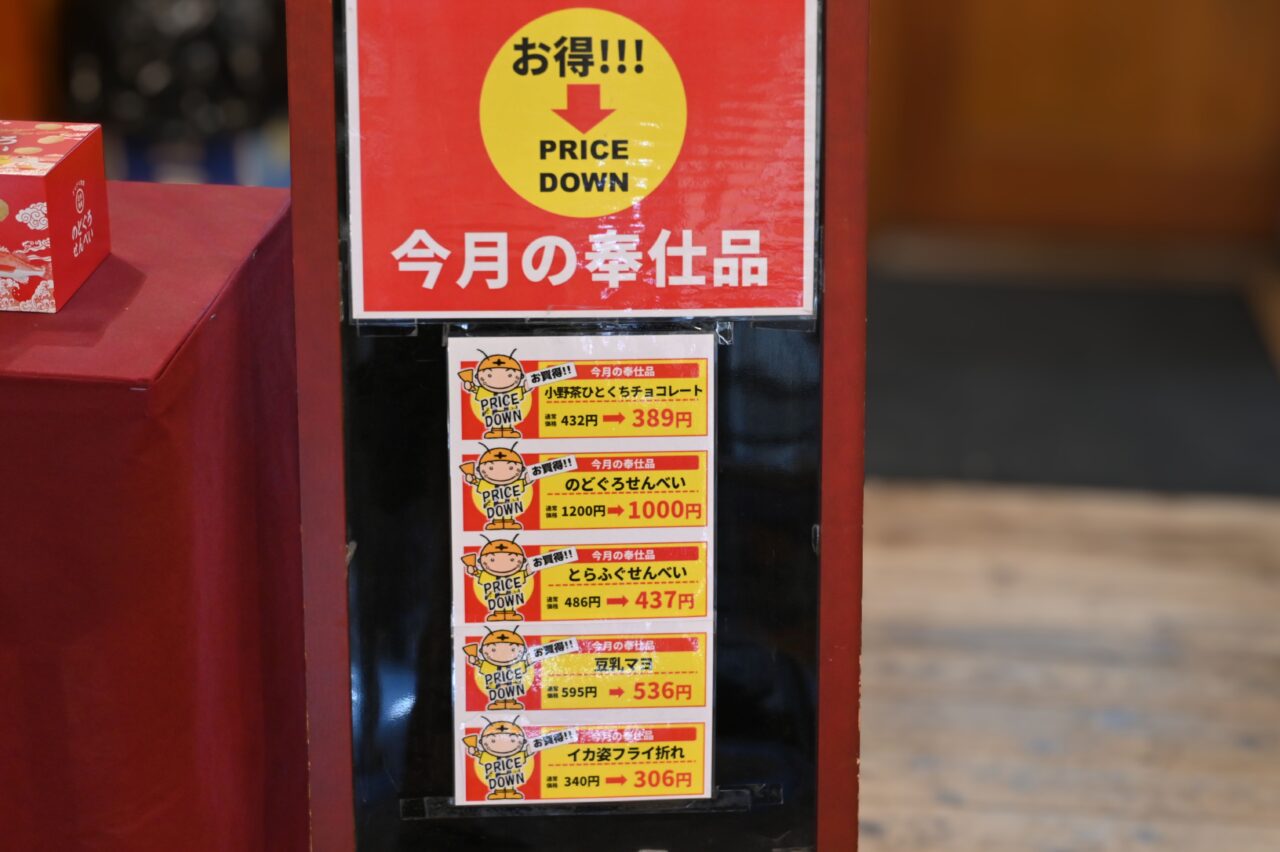 お得!!!
PRICE
DOWN
今月の奉仕品
のどぐろ
せんべい
今月の奉仕品
お買得!!
小野茶ひとくちチョコレート
PRICE
DOWN
通常
価格
432円
389円
今月の奉仕品
お買得!!
のどぐろせんべい
PRICE
DOWN
通常
価格
1200円
1000円
今月の奉仕品
お買得!!
とらふぐせんべい
PRICE
DOWN
通常
価格
486円
437円
今月の奉仕品
お買得!!
豆乳マヨ
PRICE
DOWN
通常
価格
595円
536円
今月の奉仕品
お買得!!
イカ姿フライ折れ
PRICE
DOWN
通常
価格
340円
306円